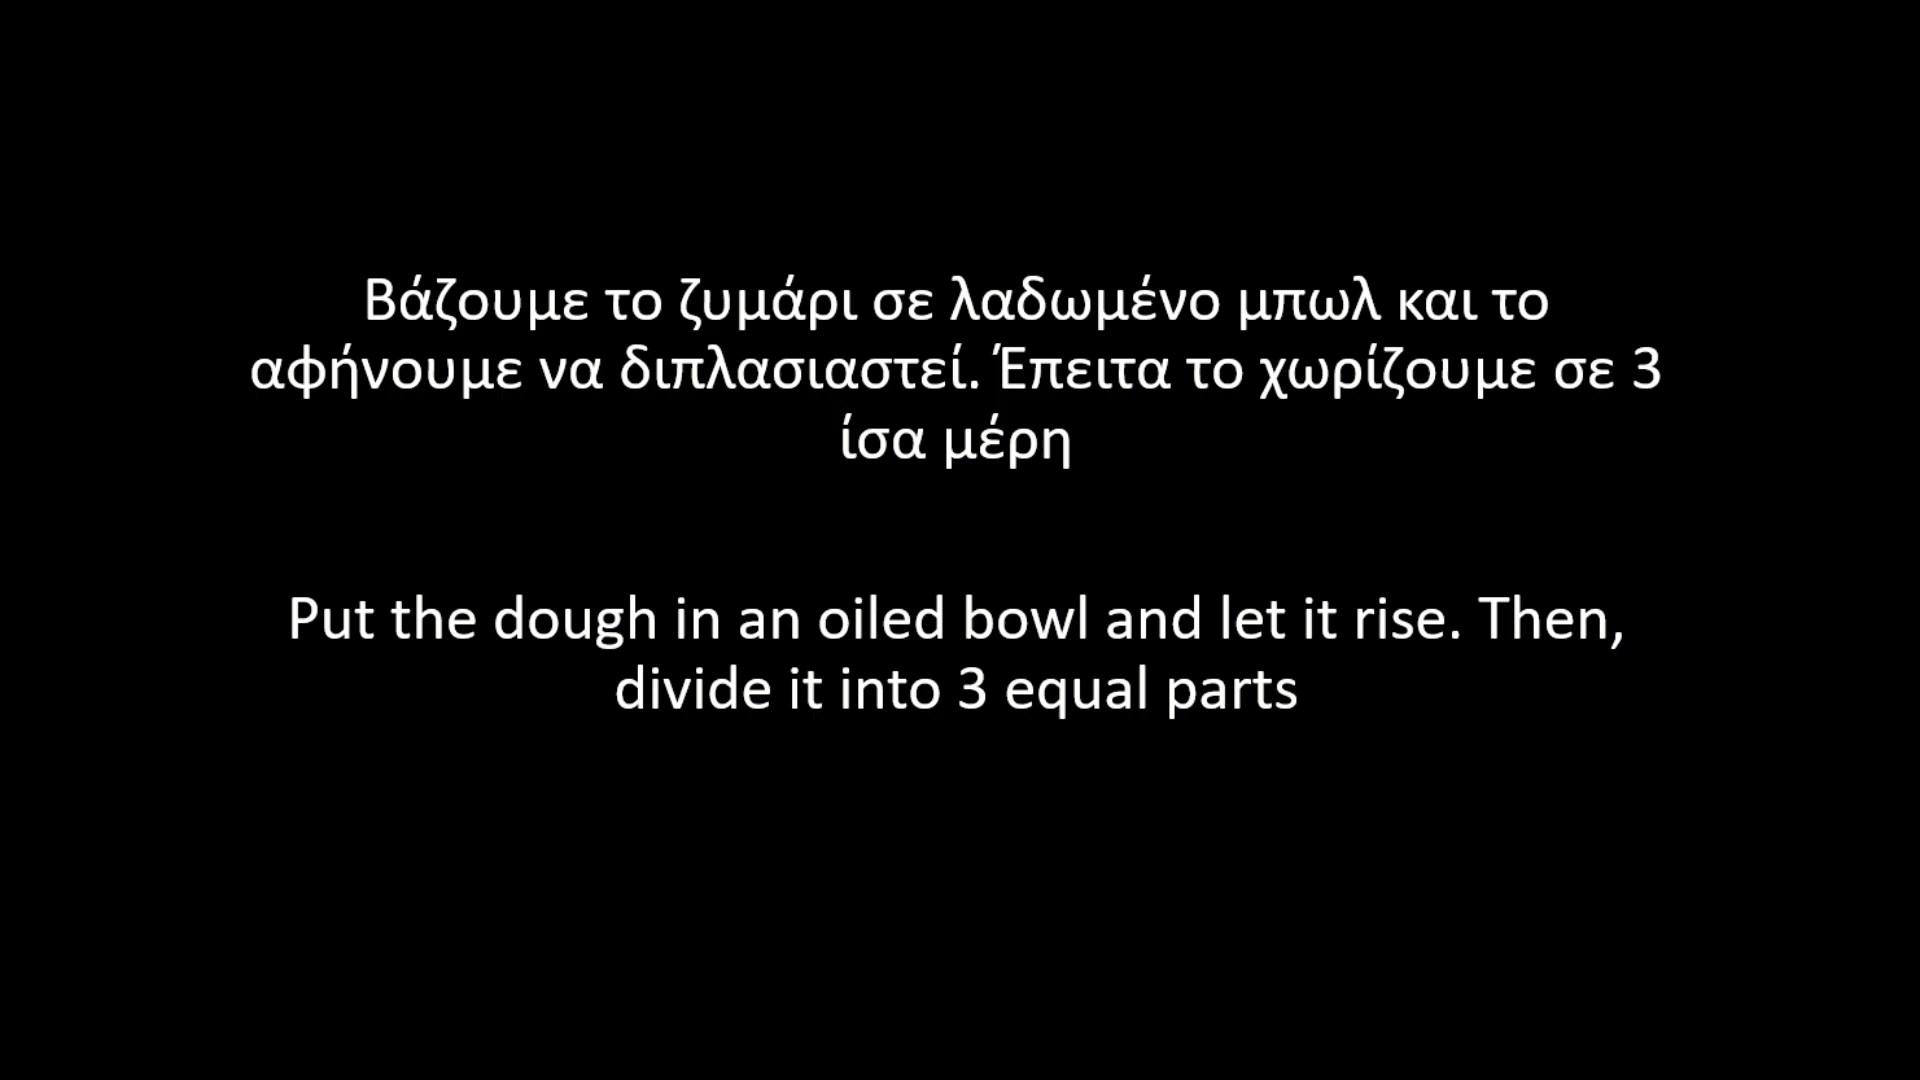 Βάζουμε το ζυμάρι σε λαδωμένο μπωλ και το
αφήνουμε να διπλασιαστεί. Έπειτα το χωρίζουμε σε 3
ίσα μέρη
Put the dough in an oiled bowl and let it rise. Then,
divide it into 3 equal parts